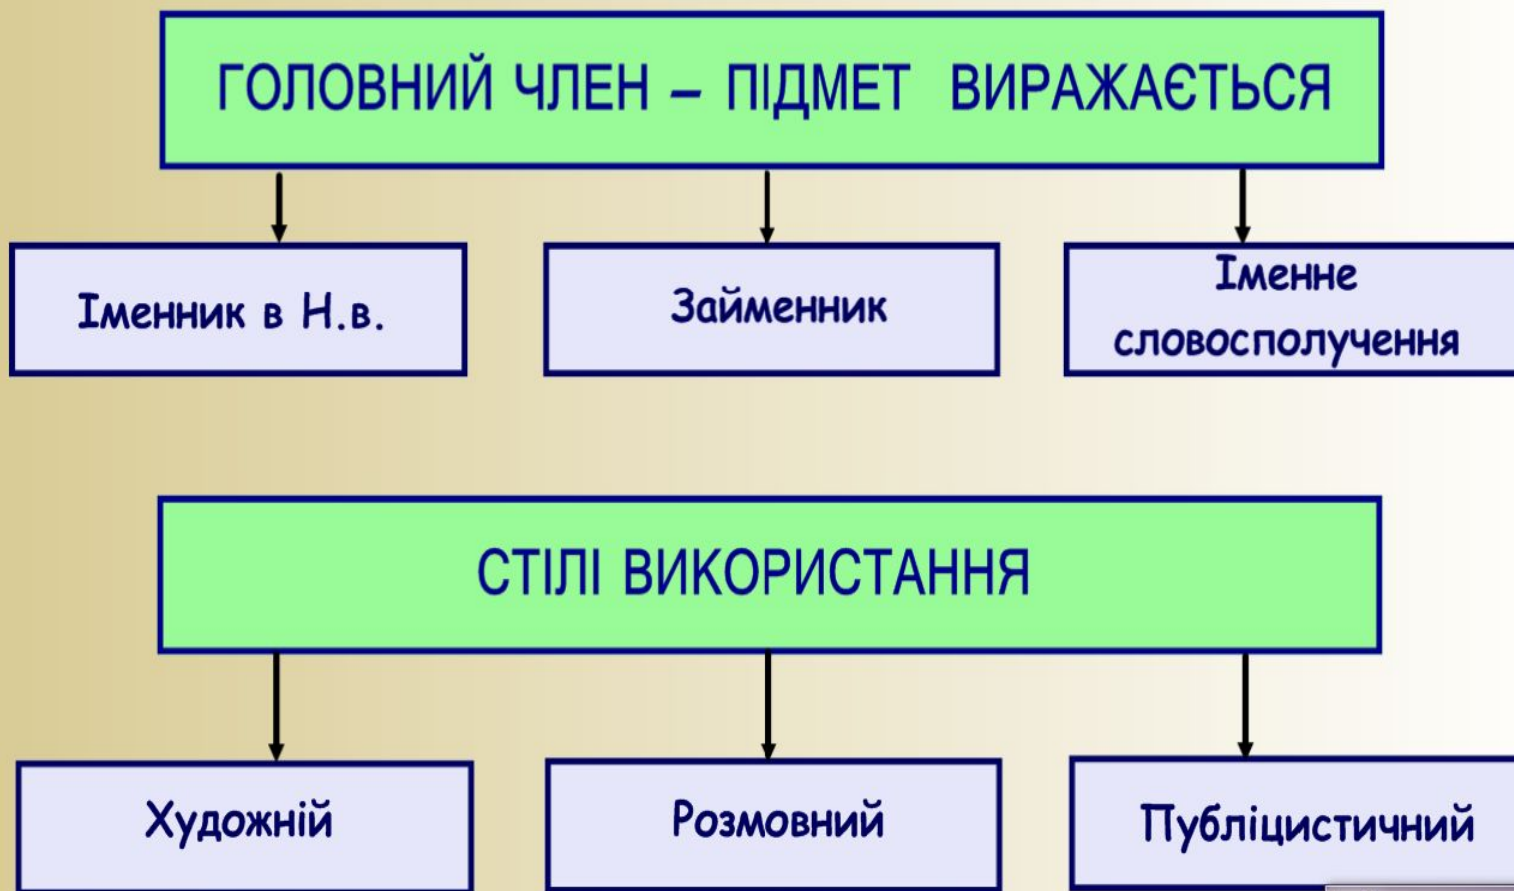 ГОЛОВНИЙ ЧЛЕН – ПІДМЕТ ВИРАЖАЄТЬСЯ
Іменник в Н.в.
Займенник
Іменне
словосполучення
СТІЛІ ВИКОРИСТАННЯ
Художній
Розмовний
Публіцистичний